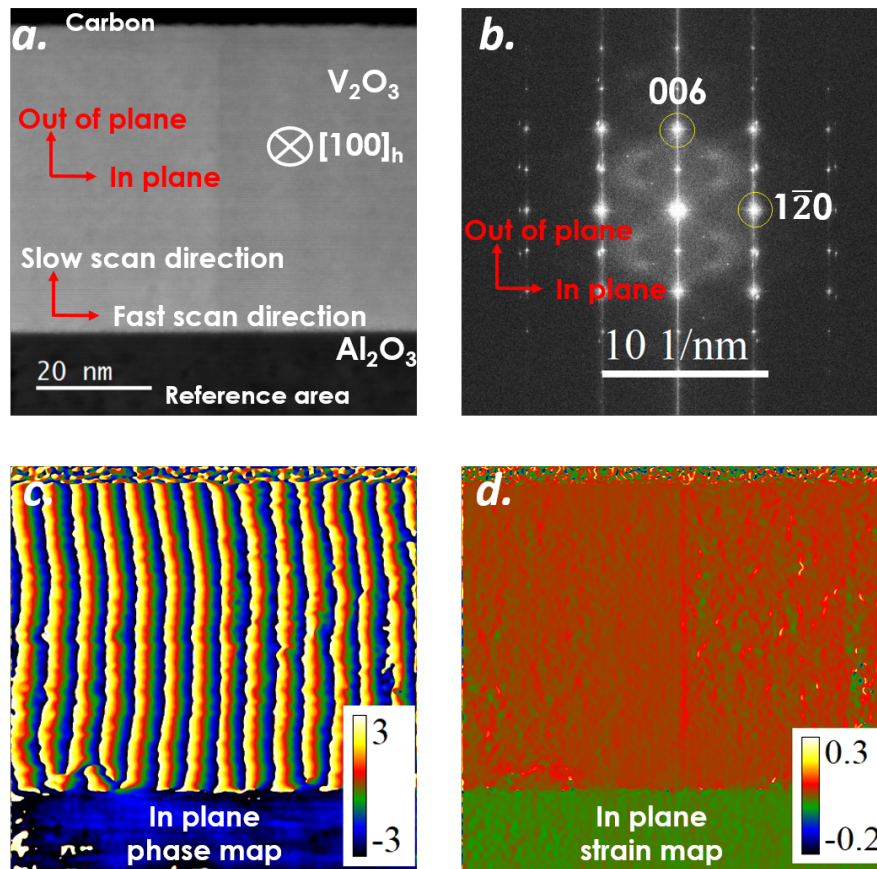 a.
Carbon
V₂O₃
Out of plane
[100]ₕ
In plane
Slow scan direction
Fast scan direction
Al₂O₃
20 nm
Reference area
b.
006
12̅0
Out of plane
In plane
10 1/nm
c.
3
-3
In plane
phase map
d.
0.3
-0.2
In plane
strain map